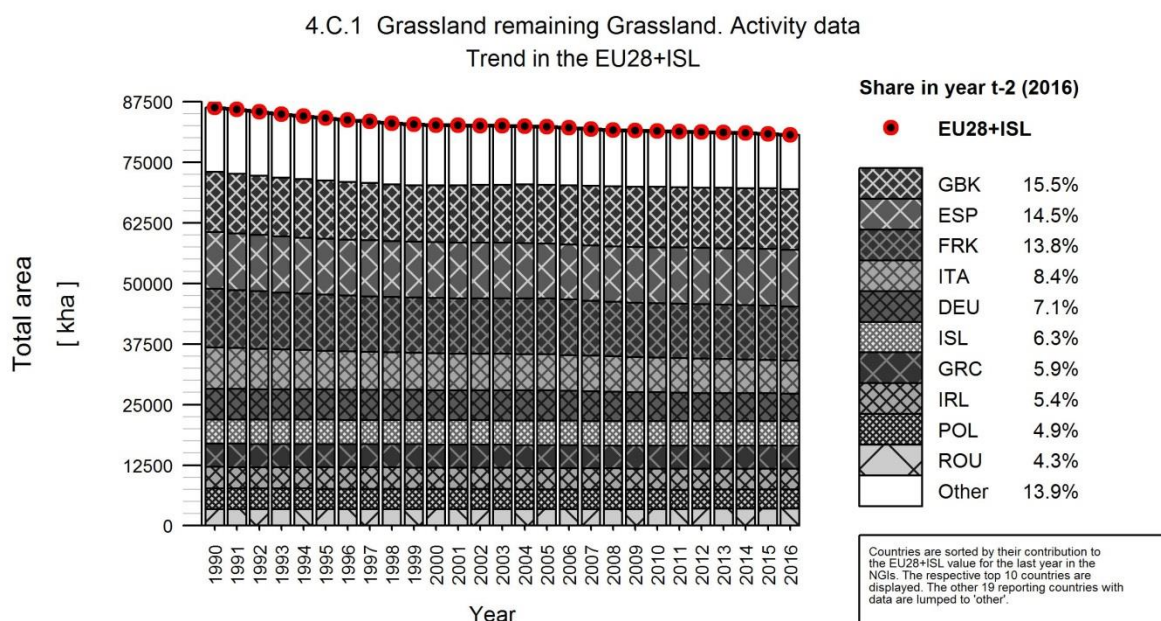 4.C.1 Grassland remaining Grassland. Activity data
Trend in the EU28+ISL
Total area
[ kha]
87500
75000
62500
50000
37500
25000
12500
0
1990
1991
1992
1993
1994
1995
1996
1997
1998
1999
2000
2001
2002
2003
2004
2005
2006
2007
2008
2009
2010
2011
2012
2013
2014
2015
2016
Year
Share in year t-2 (2016)
EU28+ISL
GBK 15.5%
ESP 14.5%
FRK 13.8%
ITA 8.4%
DEU 7.1%
ISL 6.3%
GRC 5.9%
IRL 5.4%
POL 4.9%
ROU 4.3%
Other 13.9%
Countries are sorted by their contribution to
the EU28+ISL value for the last year in the
NGIs. The respective top 10 countries are
displayed. The other 19 reporting countries with
data are lumped to 'other'.